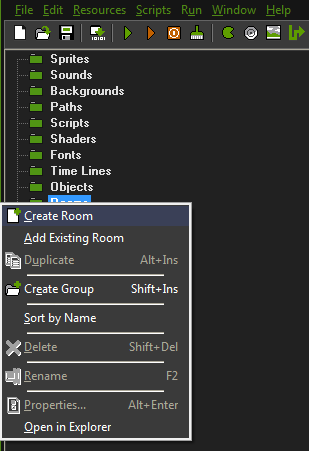 File Edit Resources Scripts Run Window Help
Sprites
Sounds
Backgrounds
Paths
Scripts
Shaders
Fonts
Time Lines
Objects
Rooms
Create Room
Add Existing Room
Duplicate Alt+Ins
Create Group Shift+Ins
Sort by Name
Delete Shift+Del
Rename F2
Properties... Alt+Enter
Open in Explorer